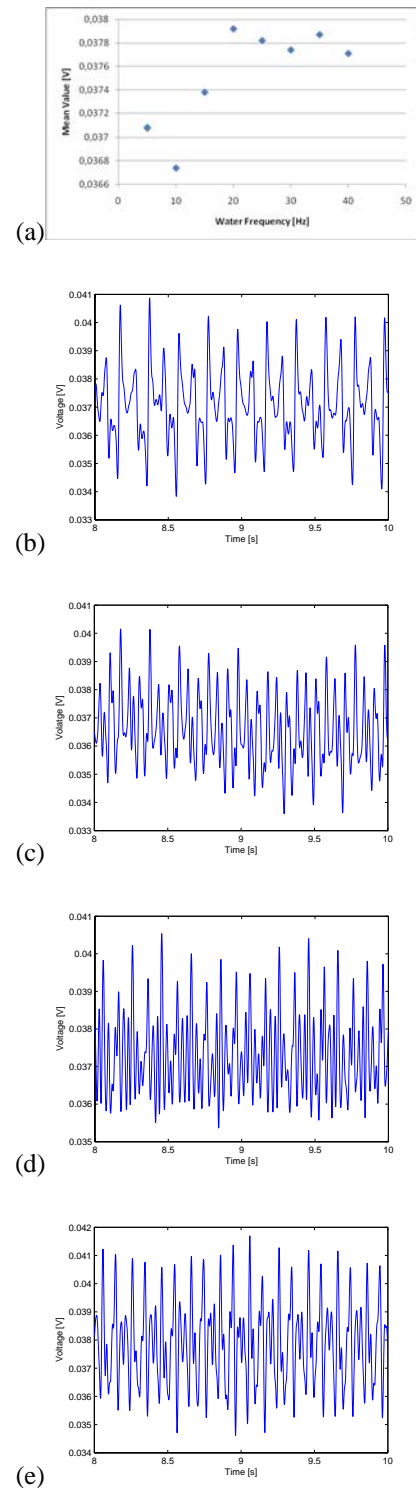 0,038
0,0378
0,0376
0,0374
0,0372
0,037
0,0368
0,0366
Mean Value [V]
0 10 20 30 40 50
Water Frequency [Hz]
(a)
0.041
0.04
0.039
0.038
0.037
0.036
0.035
0.034
0.033
Voltage [V]
8 8.5 9 9.5 10
Time [s]
(b)
0.041
0.04
0.039
0.038
0.037
0.036
0.035
0.034
0.033
Volatge [V]
8 8.5 9 9.5 10
Time [s]
(c)
0.041
0.04
0.039
0.038
0.037
0.036
0.035
Voltage [V]
8 8.5 9 9.5 10
Time [s]
(d)
0.042
0.041
0.04
0.039
0.038
0.037
0.036
0.035
0.034
Voltage [V]
8 8.5 9 9.5 10
Time [s]
(e)